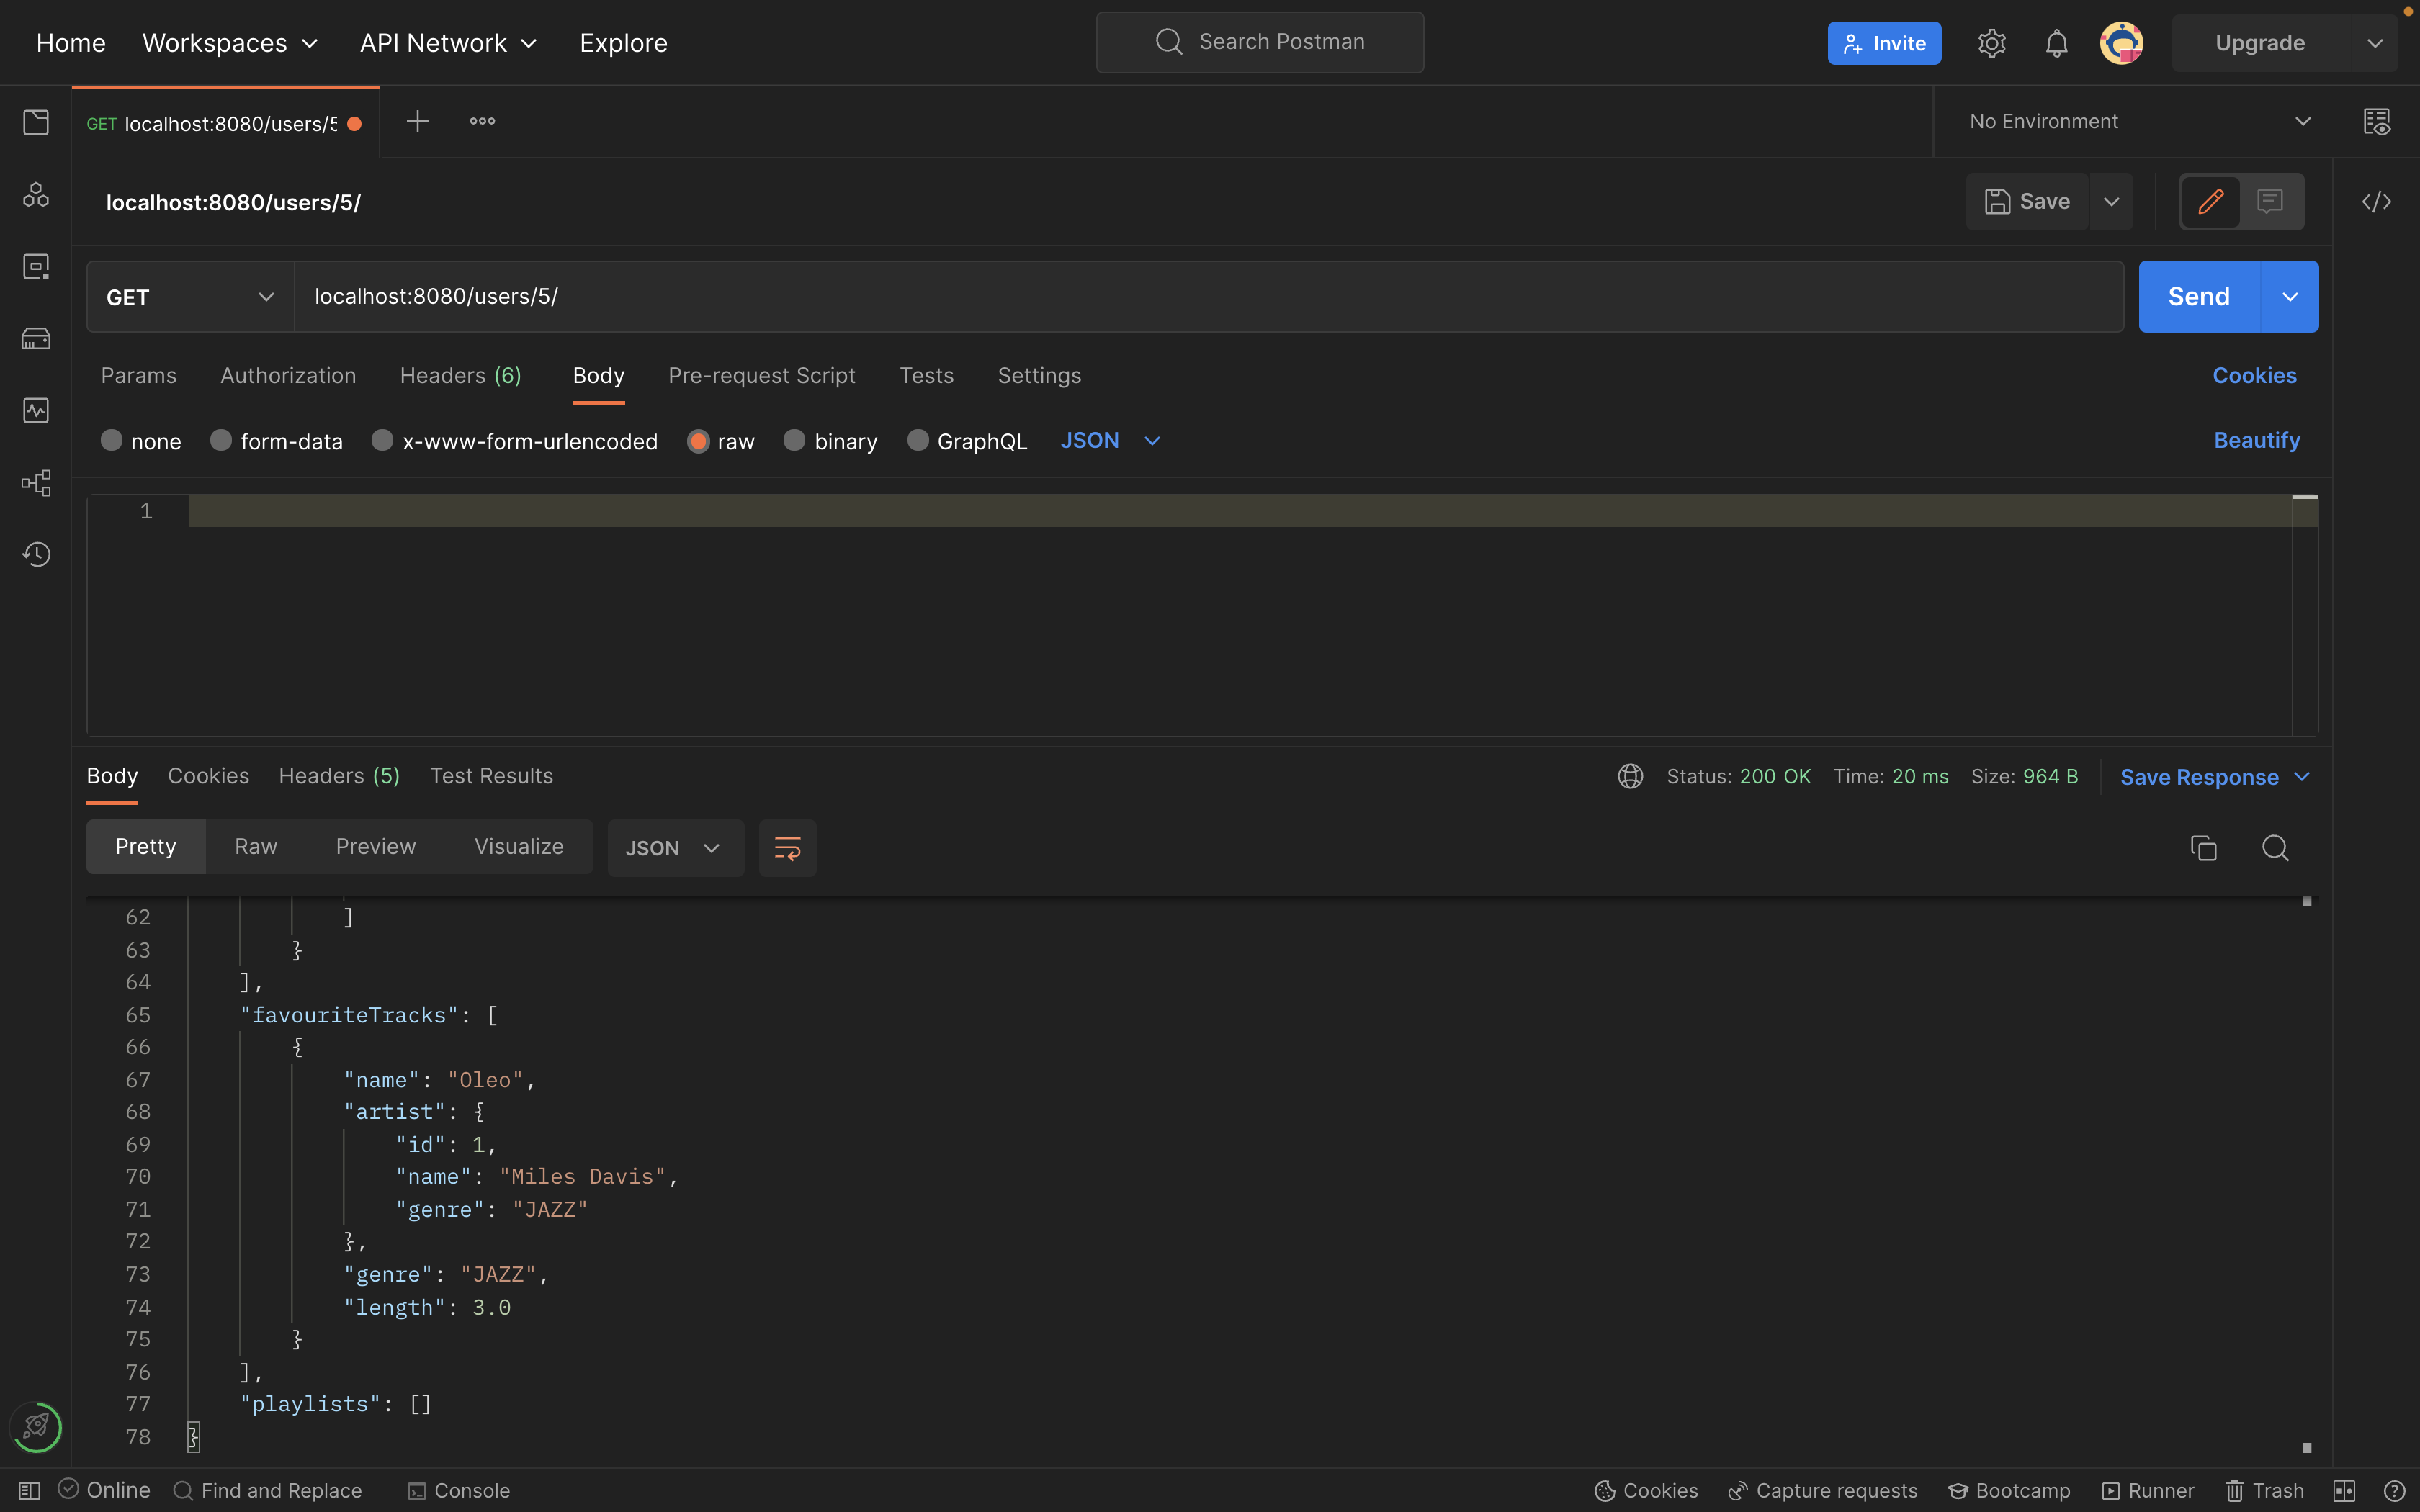 Home Workspaces API Network Explore Search Postman Invite Upgrade
GET localhost:8080/users/5 No Environment
localhost:8080/users/5/ Save
GET localhost:8080/users/5/ Send
Params Authorization Headers (6) Body Pre-request Script Tests Settings Cookies
none form-data x-www-form-urlencoded raw binary GraphQL JSON Beautify
1
Body Cookies Headers (5) Test Results Status: 200 OK Time: 20 ms Size: 964 B Save Response
Pretty Raw Preview Visualize JSON
62 ]
63 }
64 ],
65 "favouriteTracks": [
66 {
67 "name": "Oleo",
68 "artist": {
69 "id": 1,
70 "name": "Miles Davis",
71 "genre": "JAZZ"
72 },
73 "genre": "JAZZ",
74 "length": 3.0
75 }
76 ],
77 "playlists": []
78 }
Online Find and Replace Console Cookies Capture requests Bootcamp Runner Trash